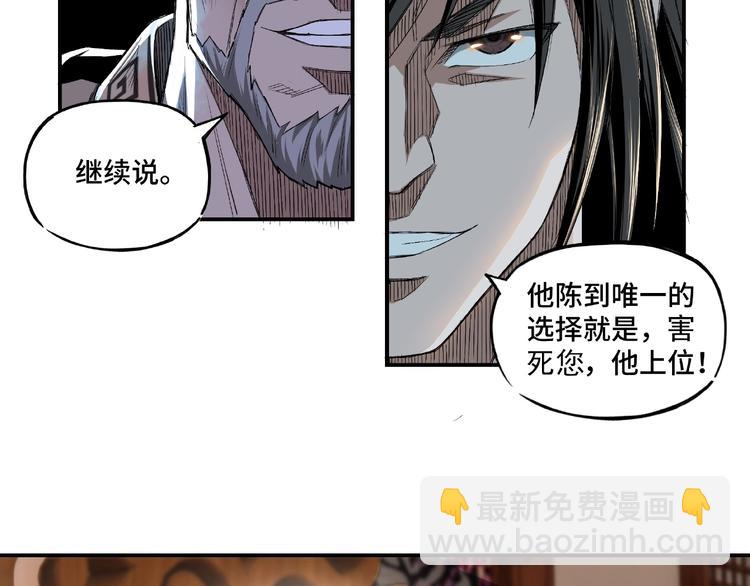 继续说。
他陈到唯一的
选择就是，害
死您，他上位！
最新免费漫画
www.baozimh.com